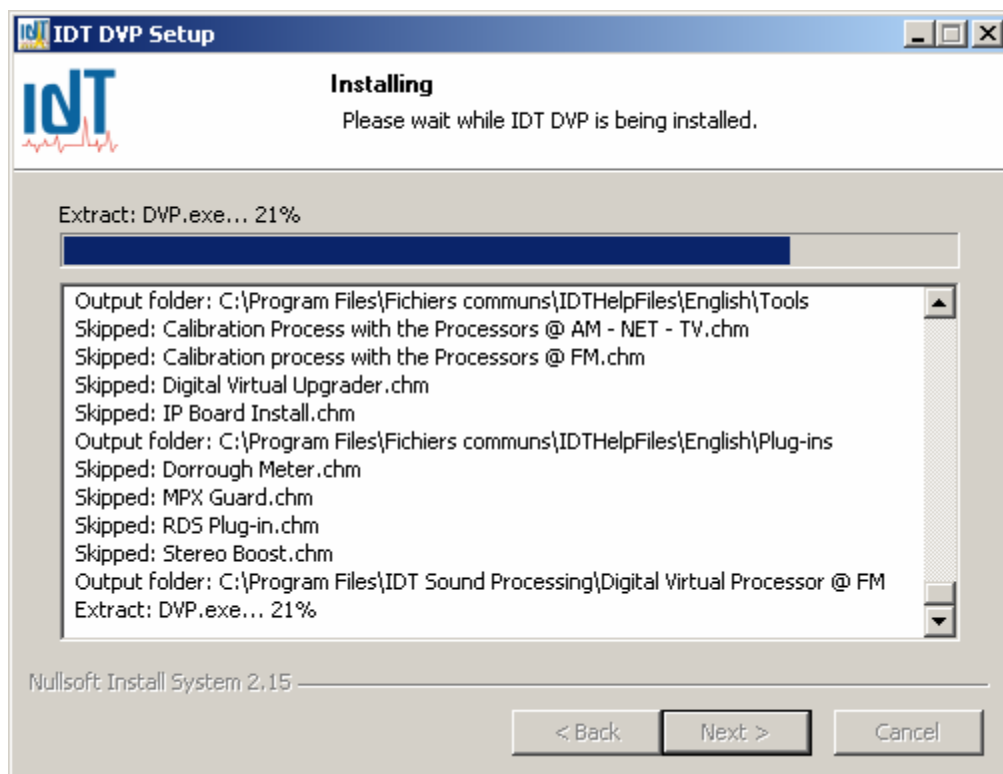 IDT DVP Setup
IDT
Installing
Please wait while IDT DVP is being installed.
Extract: DVP.exe... 21%
Output folder: C:\Program Files\Fichiers communs\IDTHelpFiles\English\Tools
Skipped: Calibration Process with the Processors @ AM - NET - TV.chm
Skipped: Calibration process with the Processors @ FM.chm
Skipped: Digital Virtual Upgrader.chm
Skipped: IP Board Install.chm
Output folder: C:\Program Files\Fichiers communs\IDTHelpFiles\English\Plug-ins
Skipped: Dorrough Meter.chm
Skipped: MPX Guard.chm
Skipped: RDS Plug-in.chm
Skipped: Stereo Boost.chm
Output folder: C:\Program Files\IDT Sound Processing\Digital Virtual Processor @ FM
Extract: DVP.exe... 21%
Nullsoft Install System 2.15
< Back
Next >
Cancel